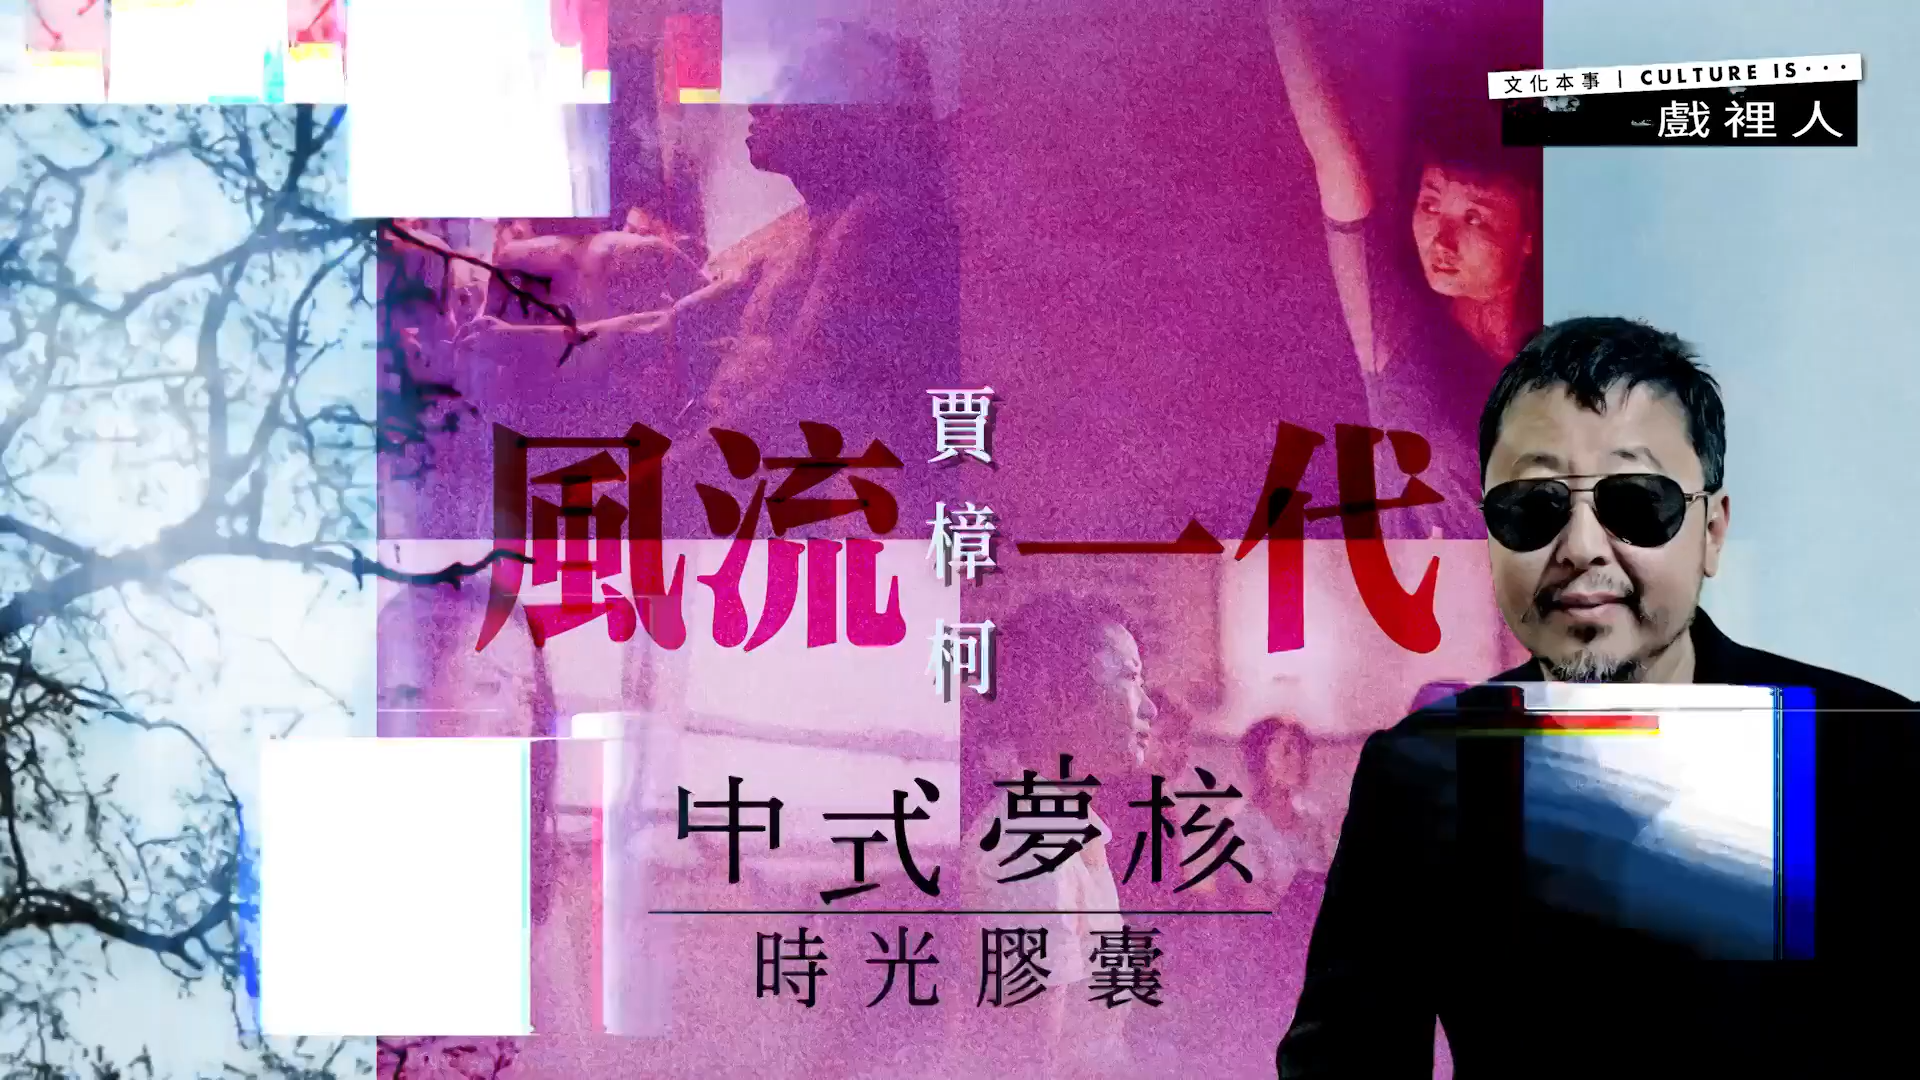 文化本事 | CULTURE IS···
戲裡人
風流一代
賈樟柯
中式夢核
時光膠囊